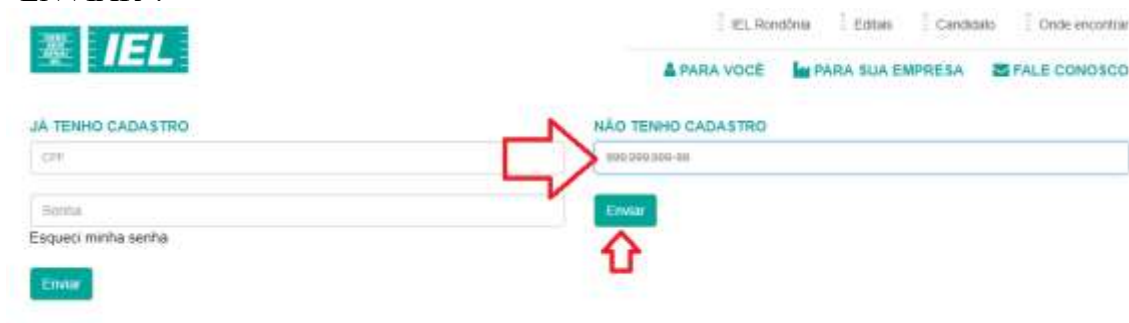 IEL
IEL Rondônia Editais Candidato Onde encontrar
PARA VOCÊ PARA SUA EMPRESA FALE CONOSCO
JÁ TENHO CADASTRO
CPF
Senha
Esqueci minha senha
Enviar
NÃO TENHO CADASTRO
999.999.999-99
Enviar